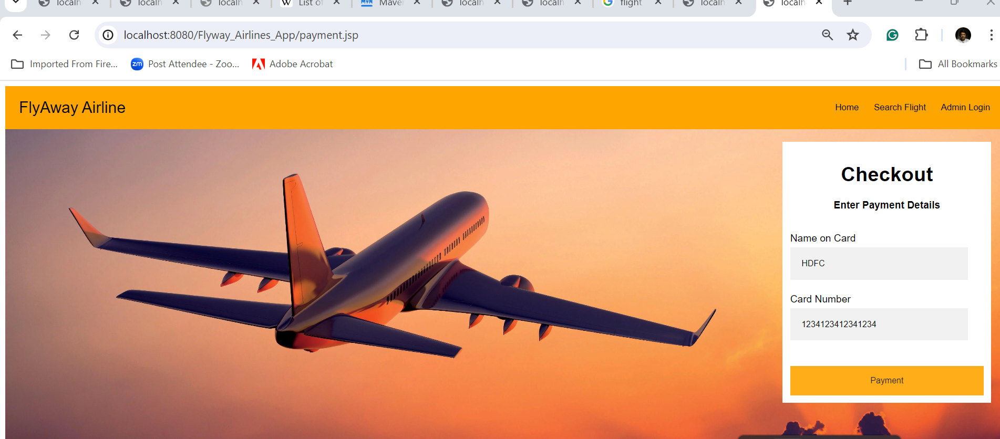 localh localh localh List of Mave localh localh flight localh localh
localhost:8080/Flyway_Airlines_App/payment.jsp
Imported From Fire... zm Post Attendee - Zoo... Adobe Acrobat All Bookmarks
FlyAway Airline Home Search Flight Admin Login
Checkout
Enter Payment Details
Name on Card
HDFC
Card Number
1234123412341234
Payment